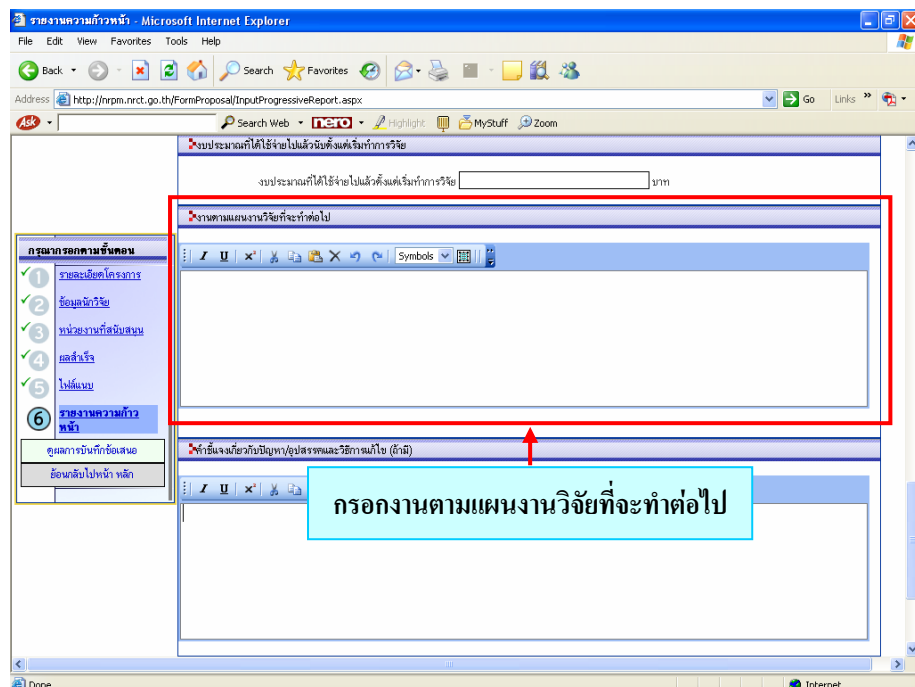 รายงานความก้าวหน้า - Microsoft Internet Explorer
File Edit View Favorites Tools Help
Back Search Favorites
Address http://nrpm.nrct.go.th/FormProposal/InputProgressiveReport.aspx Go Links »
Ask Search Web nero Highlight MyStuff Zoom
งบประมาณที่ได้ใช้จ่ายไปแล้วนับตั้งแต่เริ่มทำการวิจัย
งบประมาณที่ได้ใช้จ่ายไปแล้วตั้งแต่เริ่มทำการวิจัย บาท
งานตามแผนงานวิจัยที่จะทำต่อไป
I U x² Symbols
กรุณากรอกตามขั้นตอน
1 รายละเอียดโครงการ
2 ข้อมูลนักวิจัย
3 หน่วยงานที่สนับสนุน
4 ผลสำเร็จ
5 ไฟล์แนบ
6 รายงานความก้าว
หน้า
ดูผลการบันทึกข้อเสนอ
ย้อนกลับไปหน้า หลัก
คำชี้แจงเกี่ยวกับปัญหา/อุปสรรคและวิธีการแก้ไข (ถ้ามี)
I U x²
กรอกงานตามแผนงานวิจัยที่จะทำต่อไป
Done Internet